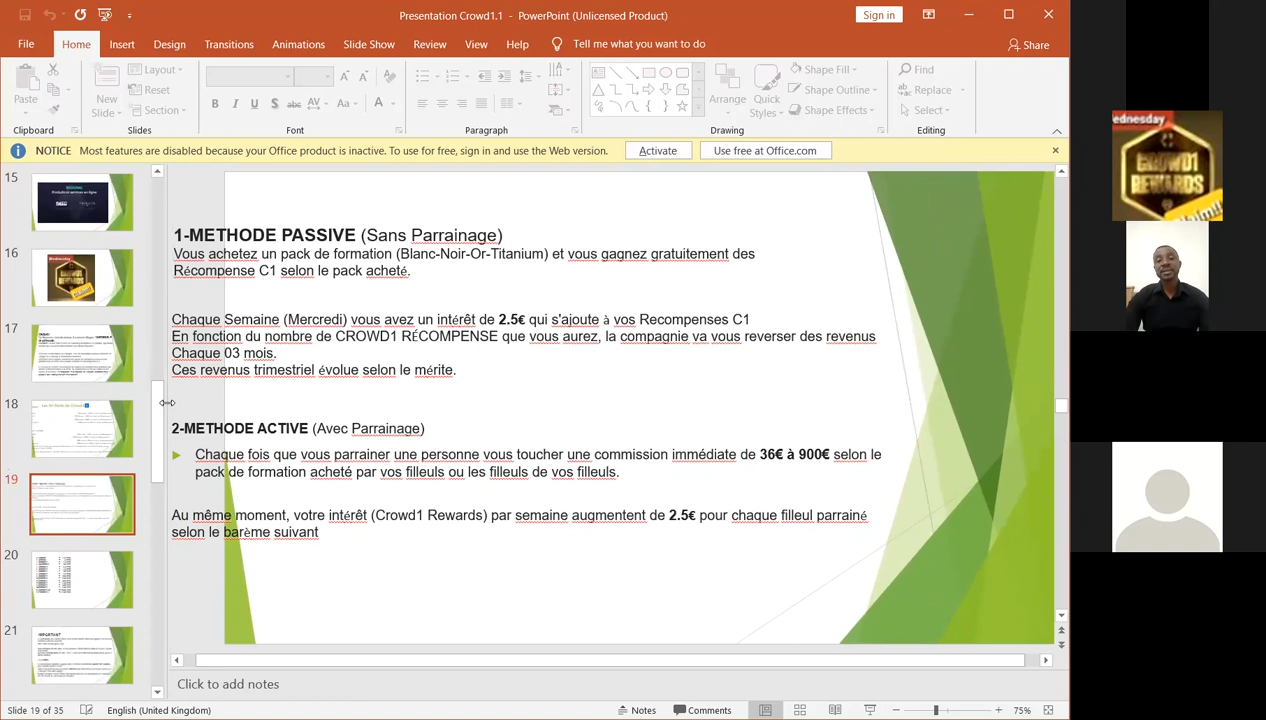 Presentation Crowd1.1 - PowerPoint (Unlicensed Product)
Sign in
File Home Insert Design Transitions Animations Slide Show Review View Help Tell me what you want to do Share
Paste
New Slide
Layout
Reset
Section
B I U S abc AV Aa A
Arrange
Quick Styles
Shape Fill
Shape Outline
Shape Effects
Find
Replace
Select
Clipboard Slides Font Paragraph Drawing Editing
NOTICE Most features are disabled because your Office product is inactive. To use for free, sign in and use the Web version. Activate Use free at Office.com
15
16
17
18
19
20
21
IMPORTANT
1-METHODE PASSIVE (Sans Parrainage)
Vous achetez un pack de formation (Blanc-Noir-Or-Titanium) et vous gagnez gratuitement des
Récompense C1 selon le pack acheté.
Chaque Semaine (Mercredi) vous avez un intérêt de 2.5€ qui s'ajoute à vos Recompenses C1
En fonction du nombre de CROWD1 RÉCOMPENSE que vous aurez, la compagnie va vous reverser des revenus
Chaque 03 mois.
Ces revenus trimestriel évolue selon le mérite.
2-METHODE ACTIVE (Avec Parrainage)
Chaque fois que vous parrainer une personne vous toucher une commission immédiate de 36€ à 900€ selon le
pack de formation acheté par vos filleuls ou les filleuls de vos filleuls.
Au même moment, votre intérêt (Crowd1 Rewards) par semaine augmentent de 2.5€ pour chaque filleul parrainé
selon le barème suivant
Click to add notes
Slide 19 of 35 English (United Kingdom) Notes Comments 75%
ednesday
CROWD1
REWARDS